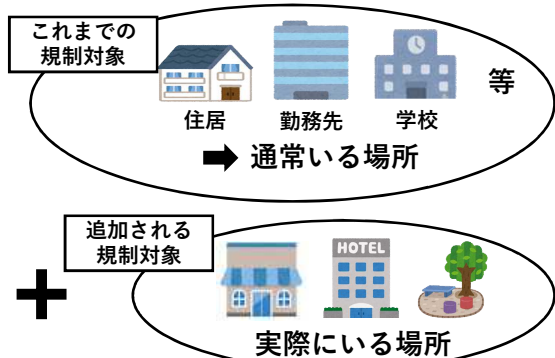 これまでの
規制対象
等
住居
勤務先
学校
➡ 通常いる場所
追加される
規制対象
+
HOTEL
実際にいる場所